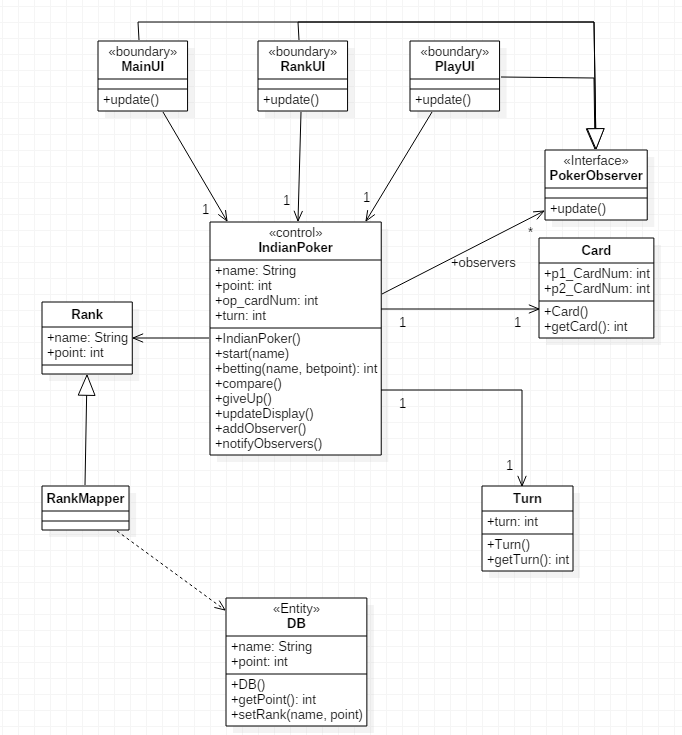 «boundary»
MainUI
+update()
«boundary»
RankUI
+update()
«boundary»
PlayUI
+update()
«Interface»
PokerObserver
+update()
1
1
1
«control»
IndianPoker
+name: String
+point: int
+op_cardNum: int
+turn: int
+IndianPoker()
+start(name)
+betting(name, betpoint): int
+compare()
+giveUp()
+updateDisplay()
+addObserver()
+notifyObservers()
*
+observers
Card
+p1_CardNum: int
+p2_CardNum: int
+Card()
+getCard(): int
1
1
Rank
+name: String
+point: int
1
1
RankMapper
Turn
+turn: int
+Turn()
+getTurn(): int
«Entity»
DB
+name: String
+point: int
+DB()
+getPoint(): int
+setRank(name, point)